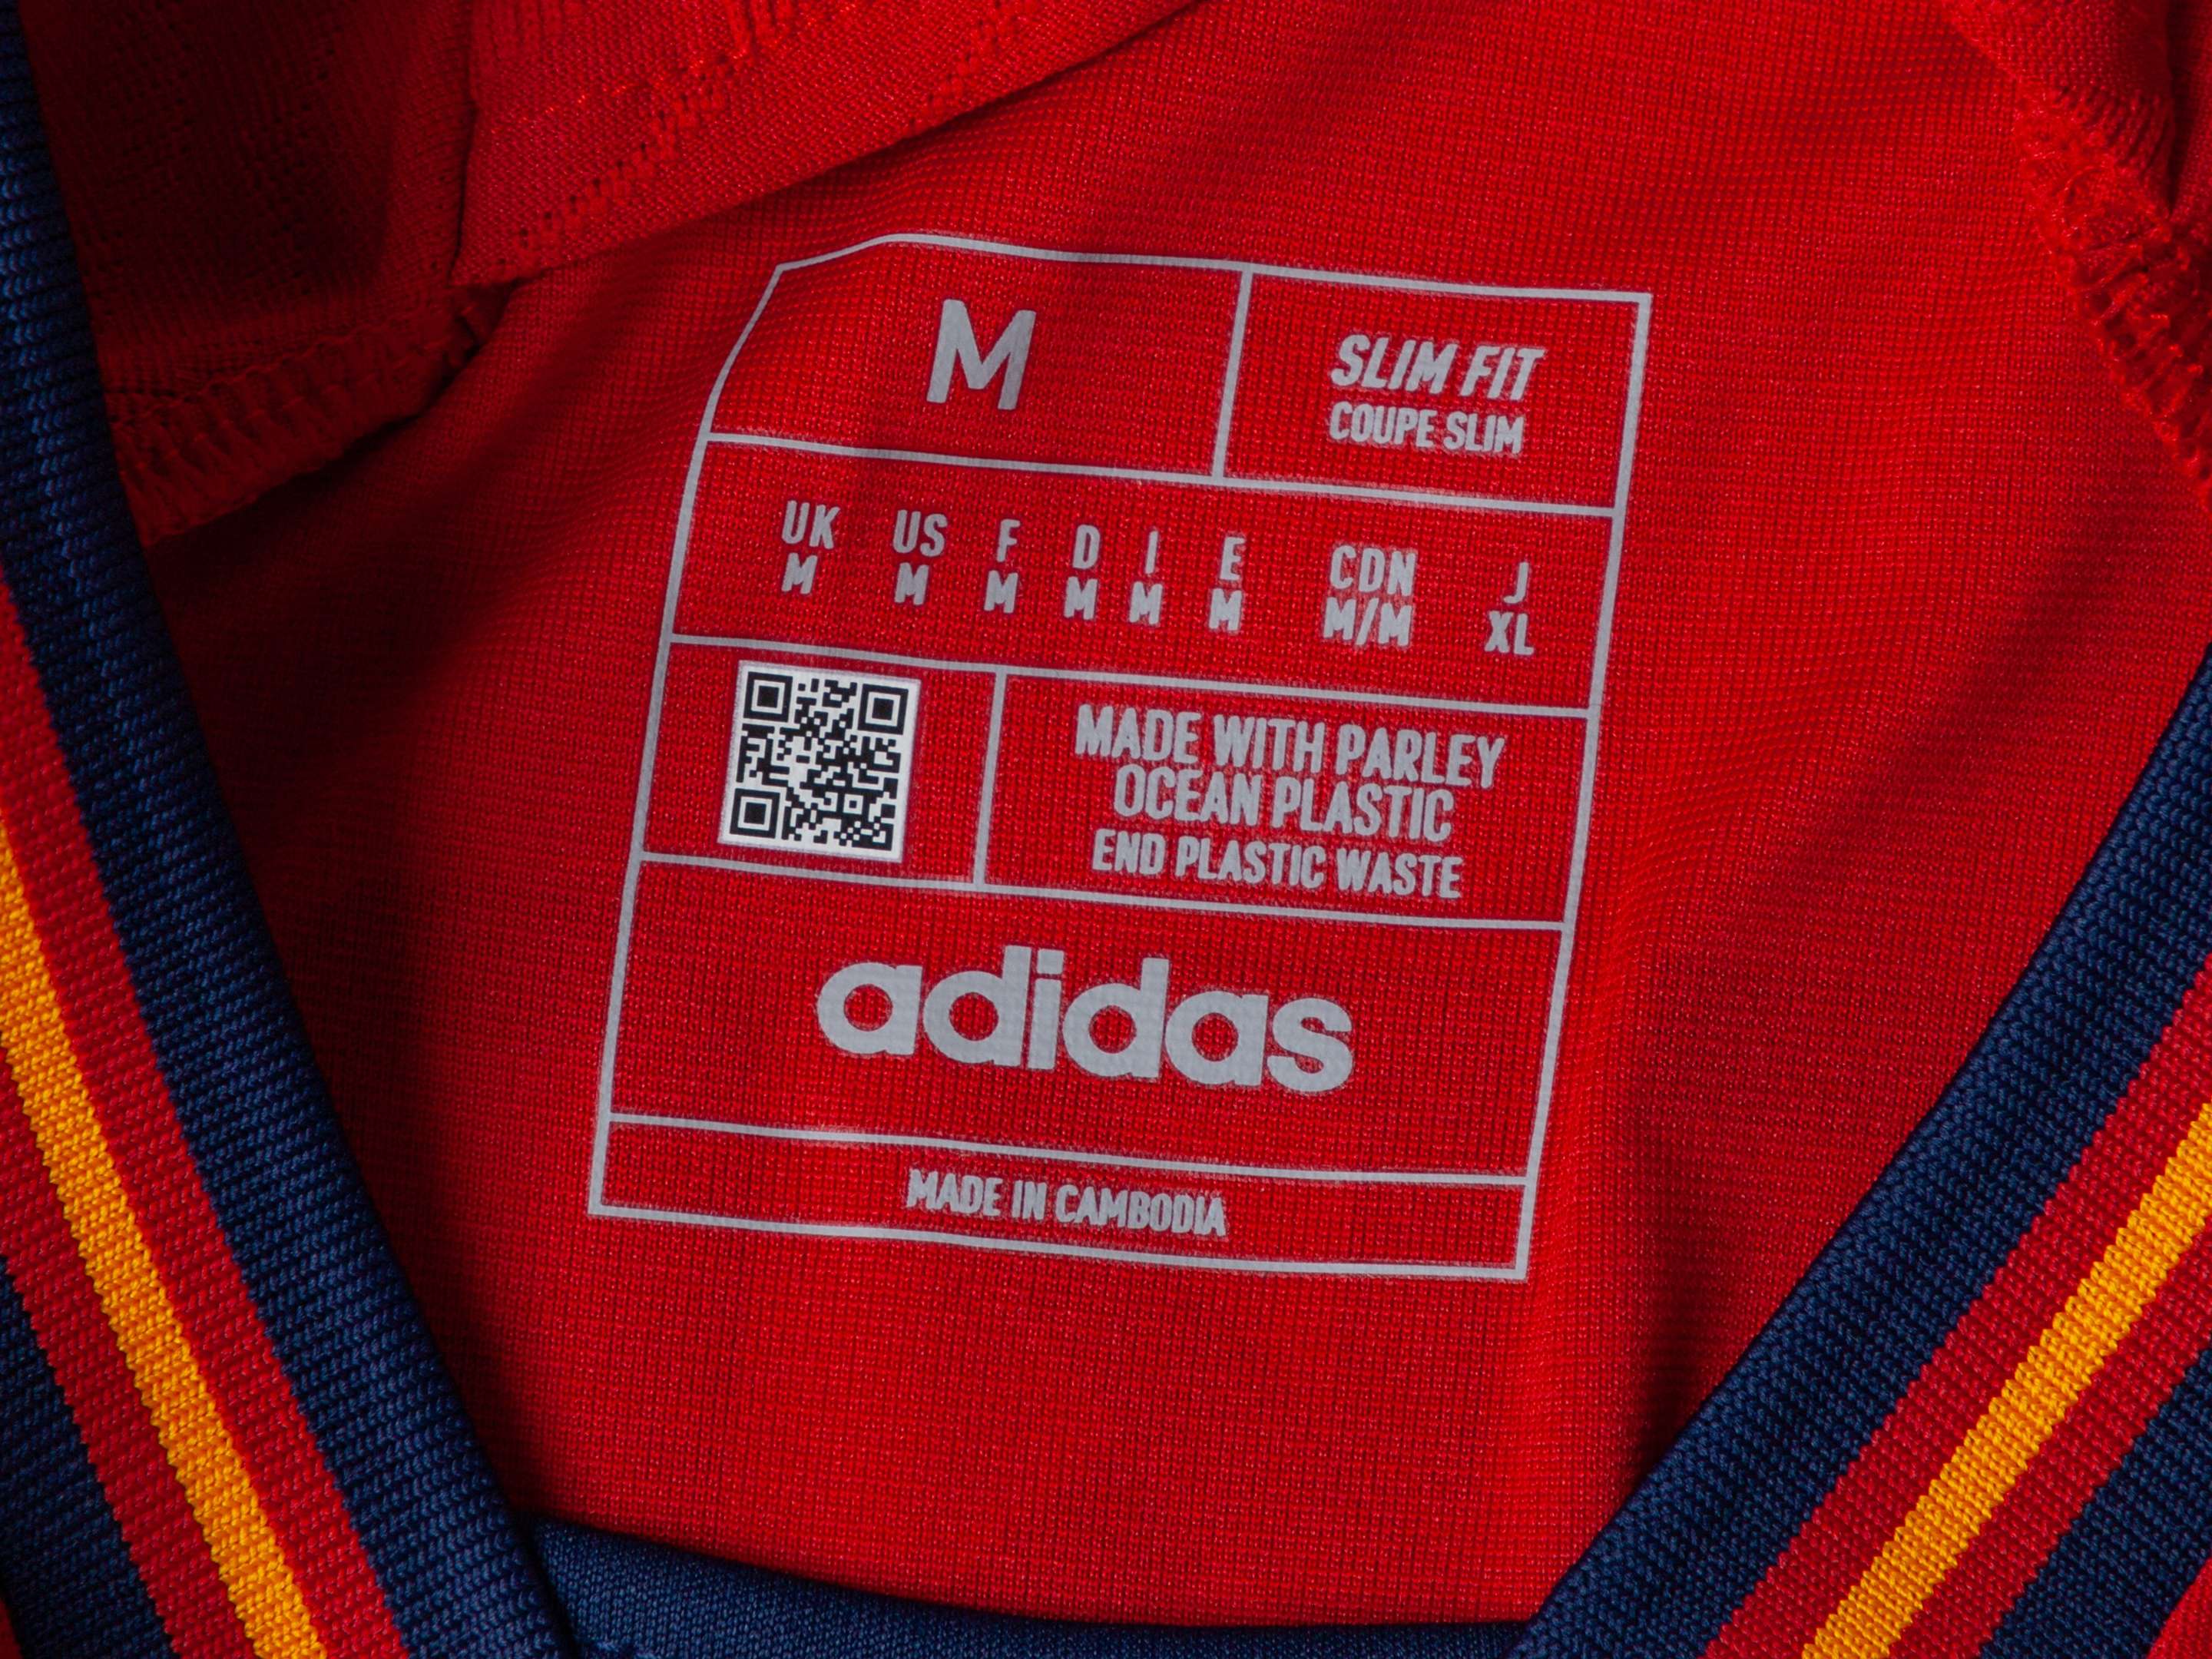 M
SLIM FIT
COUPE SLIM
UK US F D I E CDN J
M M M M M M M/M XL
MADE WITH PARLEY
OCEAN PLASTIC
END PLASTIC WASTE
adidas
MADE IN CAMBODIA